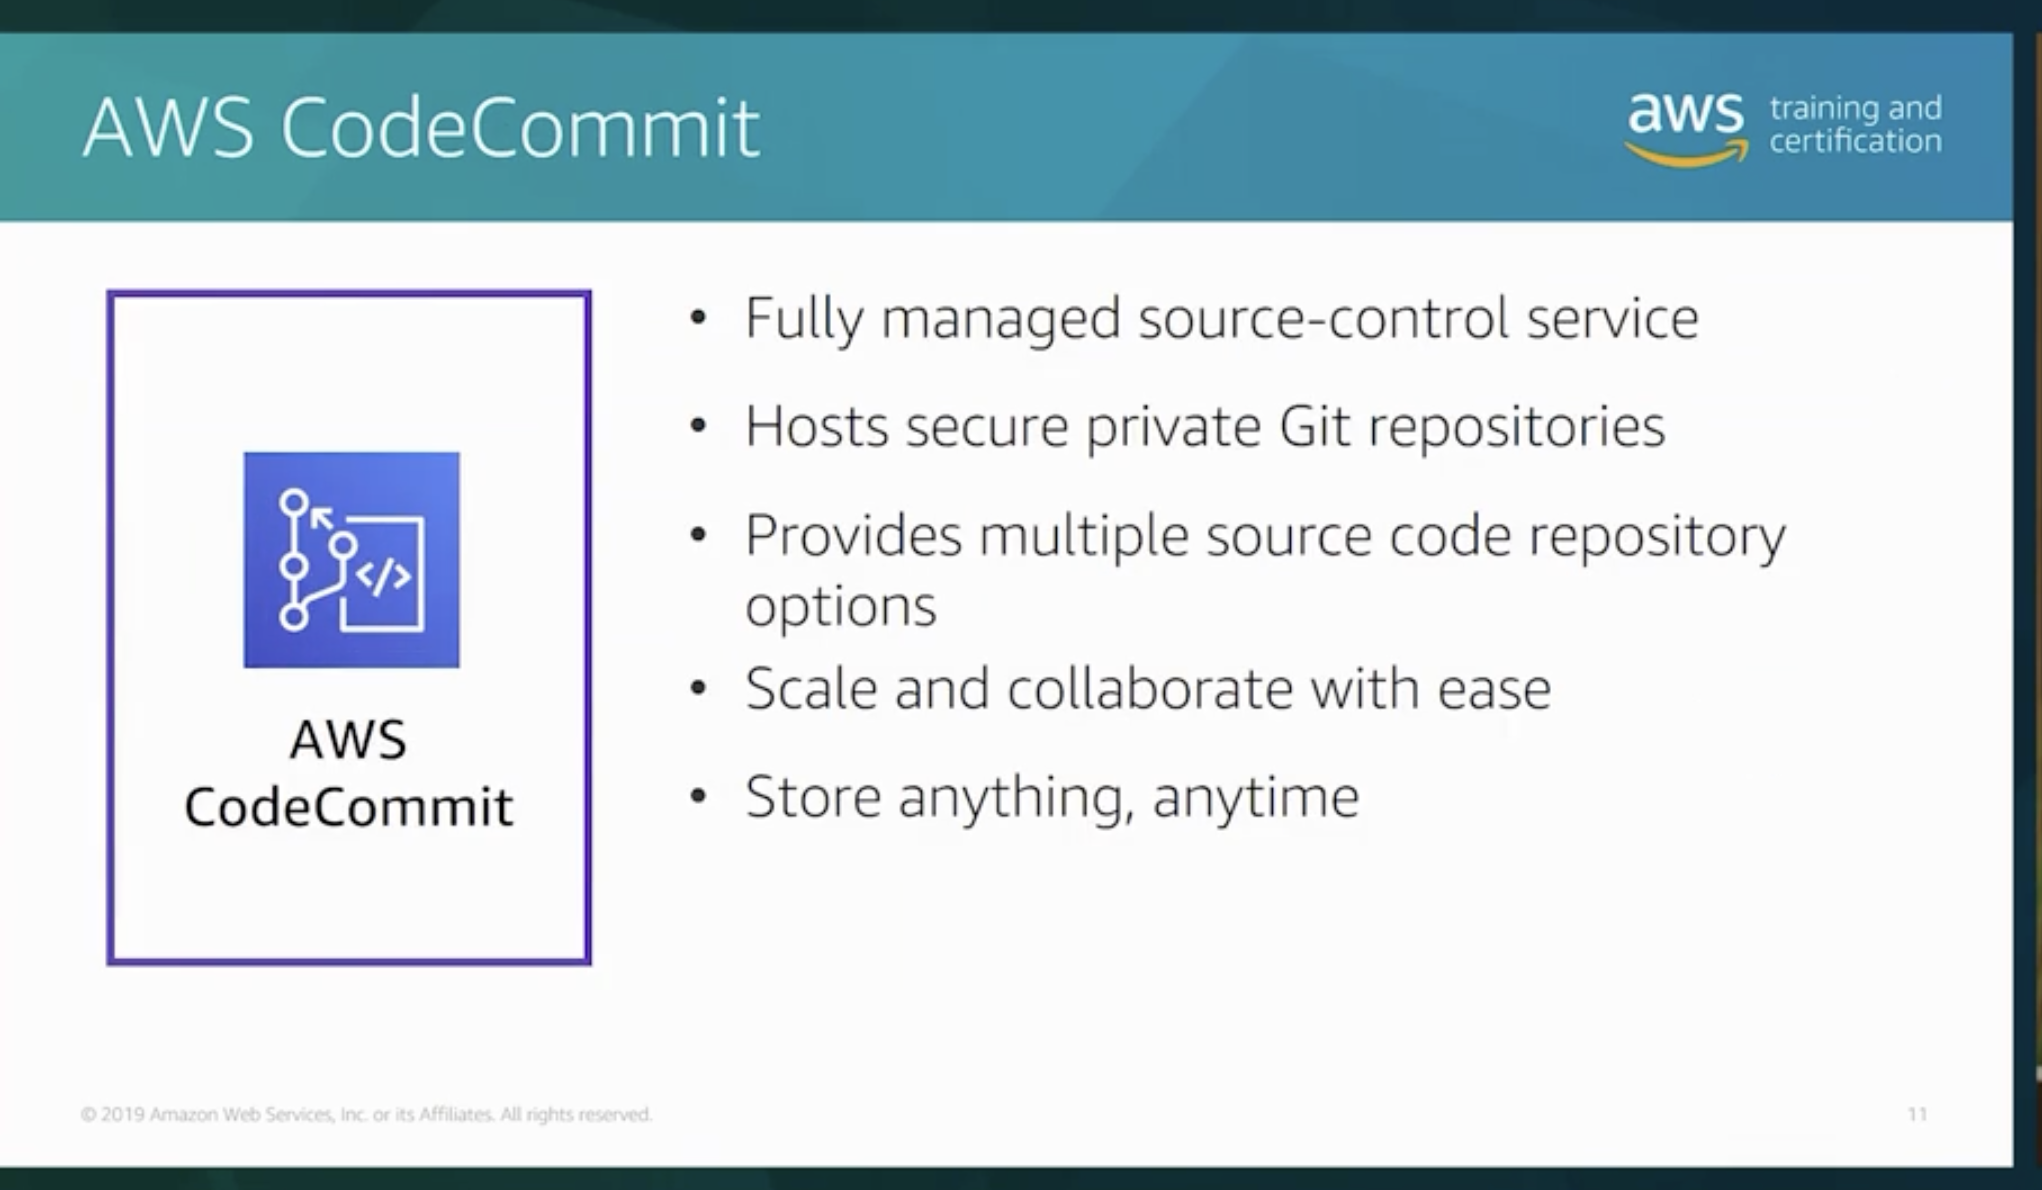 AWS CodeCommit
aws training and
certification
• Fully managed source-control service
• Hosts secure private Git repositories
• Provides multiple source code repository
options
• Scale and collaborate with ease
• Store anything, anytime
</>
AWS
CodeCommit
© 2019 Amazon Web Services, Inc. or its Affiliates. All rights reserved.
11